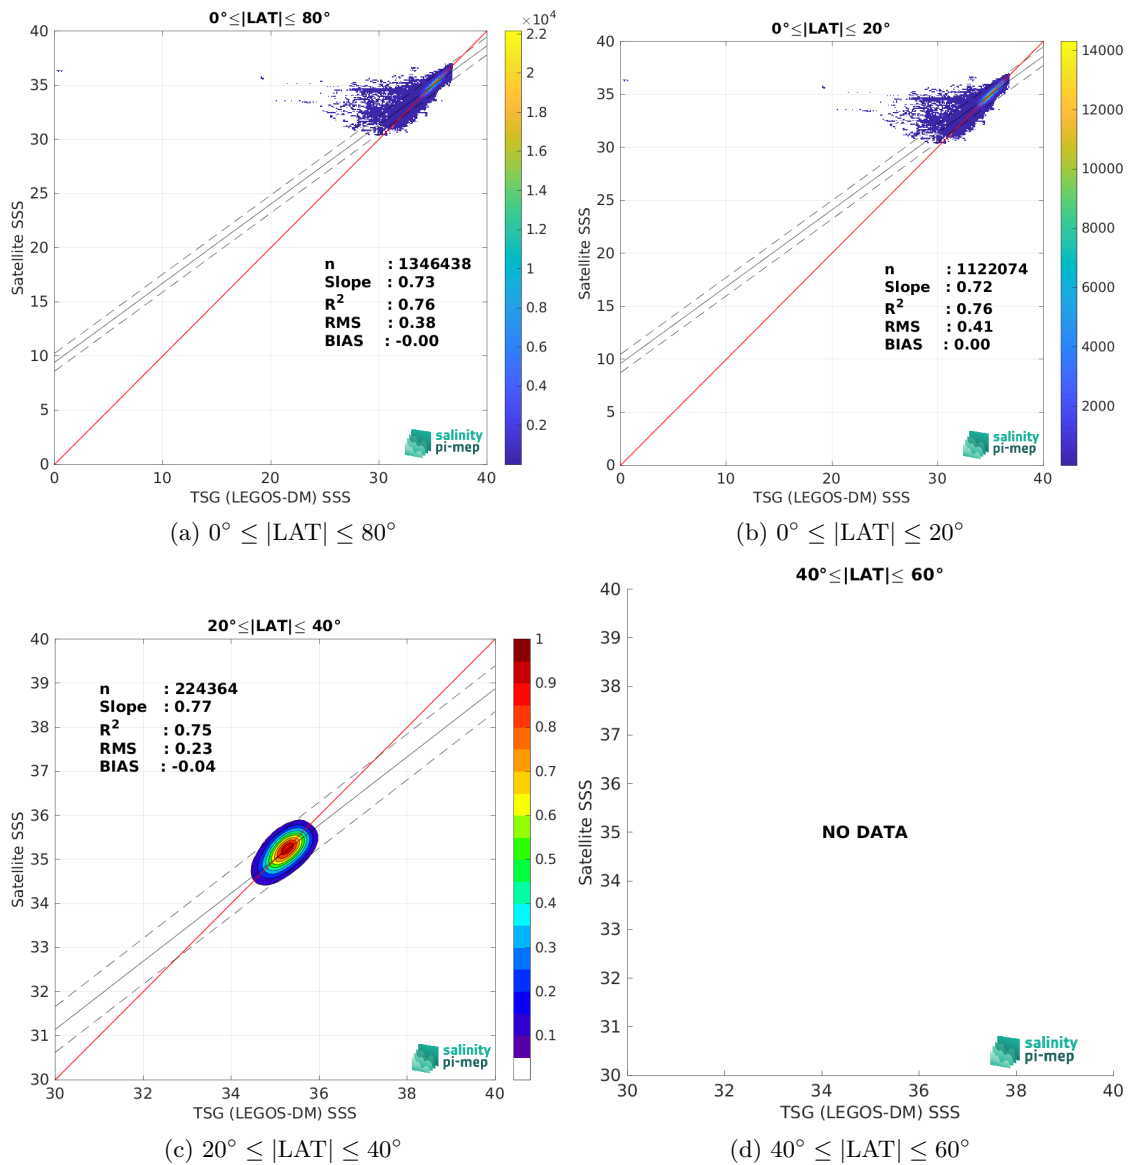 0°≤|LAT|≤ 80°
×10⁴
40
35
30
25
20
15
10
5
0
Satellite SSS
n : 1346438
Slope : 0.73
R² : 0.76
RMS : 0.38
BIAS : -0.00
salinity
pi-mep
0 10 20 30 40
TSG (LEGOS-DM) SSS
2.2
2
1.8
1.6
1.4
1.2
1
0.8
0.6
0.4
0.2
(a) 0° ≤ |LAT| ≤ 80°
0°≤|LAT|≤ 20°
40
35
30
25
20
15
10
5
0
Satellite SSS
n : 1122074
Slope : 0.72
R² : 0.76
RMS : 0.41
BIAS : 0.00
salinity
pi-mep
0 10 20 30 40
TSG (LEGOS-DM) SSS
14000
12000
10000
8000
6000
4000
2000
(b) 0° ≤ |LAT| ≤ 20°
20°≤|LAT|≤ 40°
40
39
38
37
36
35
34
33
32
31
30
Satellite SSS
n : 224364
Slope : 0.77
R² : 0.75
RMS : 0.23
BIAS : -0.04
salinity
pi-mep
30 32 34 36 38 40
TSG (LEGOS-DM) SSS
1
0.9
0.8
0.7
0.6
0.5
0.4
0.3
0.2
0.1
(c) 20° ≤ |LAT| ≤ 40°
40°≤|LAT|≤ 60°
40
39
38
37
36
35
34
33
32
31
30
Satellite SSS
NO DATA
salinity
pi-mep
30 32 34 36 38 40
TSG (LEGOS-DM) SSS
(d) 40° ≤ |LAT| ≤ 60°